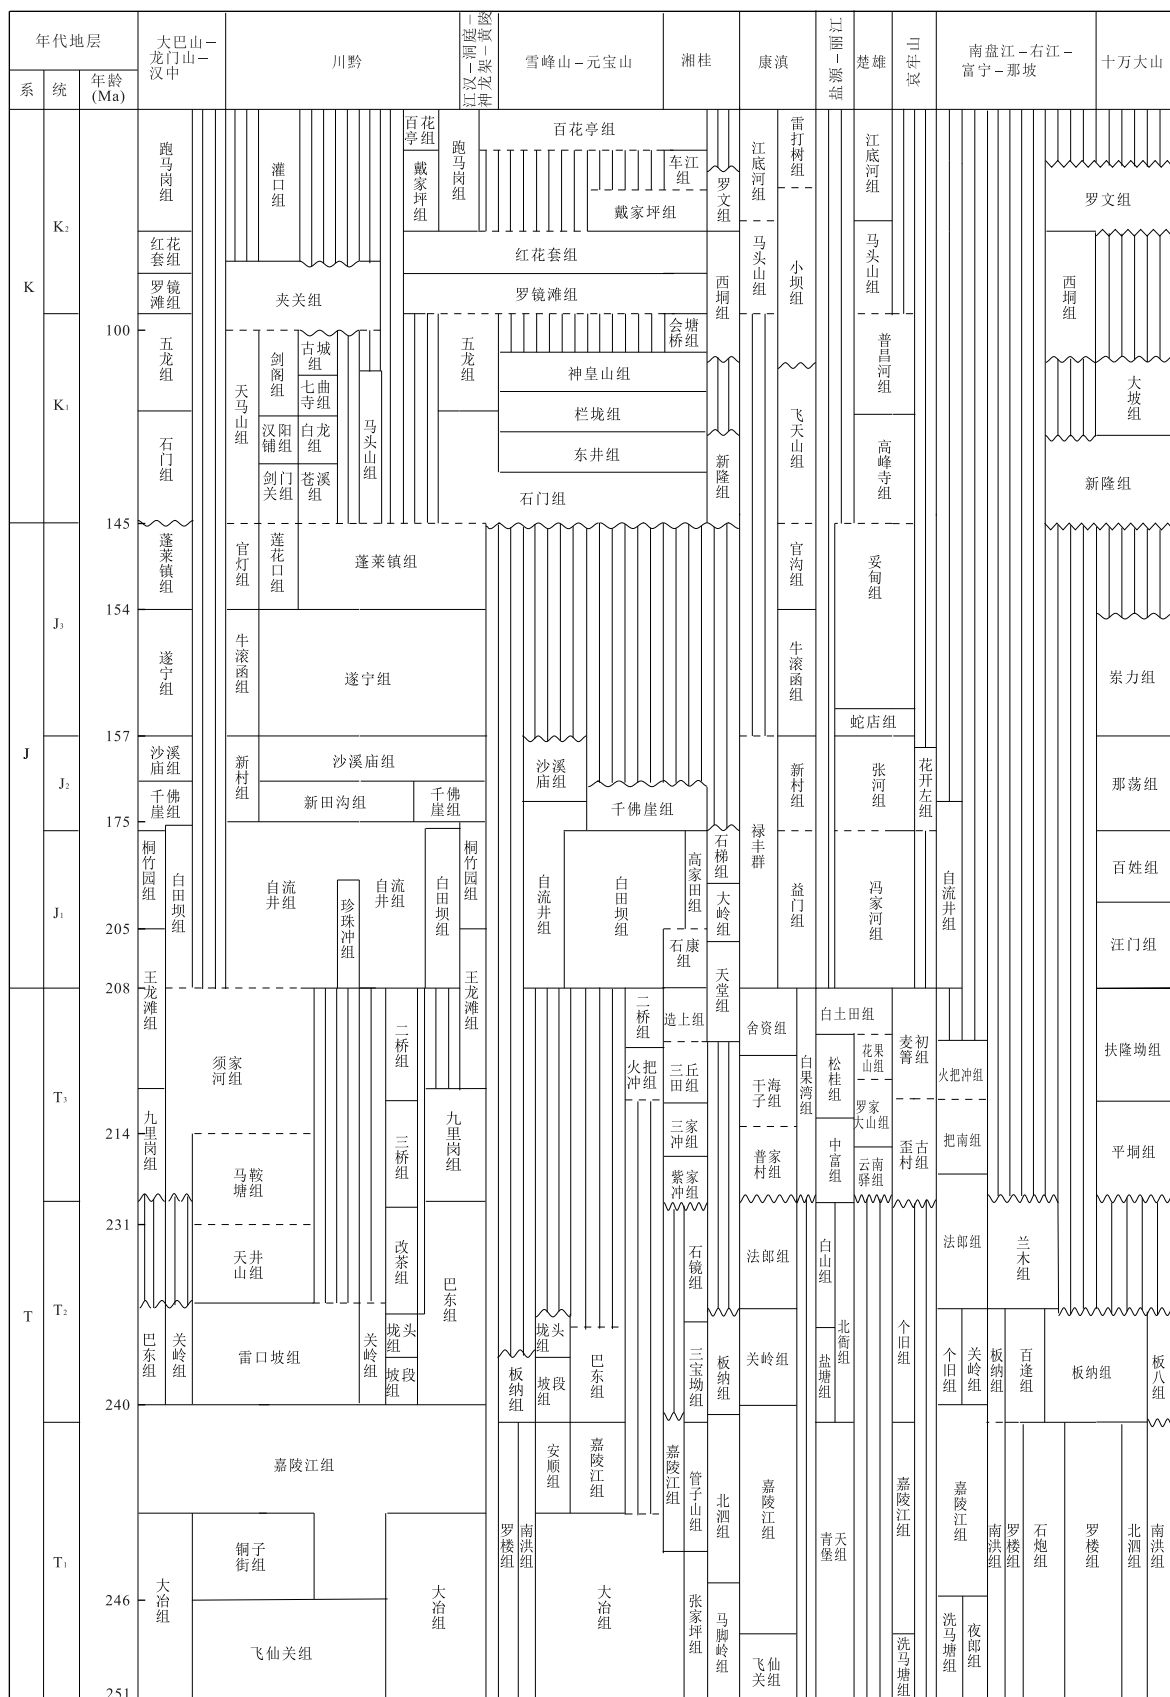 年代地层
系
统
年龄
(Ma)
大巴山－
龙门山－
汉中
川黔
江汉－洞庭－
神龙架－黄陵
雪峰山－元宝山
湘桂
康滇
盐源－丽江
楚雄
哀牢山
南盘江－右江－
富宁－那坡
十万大山
K
K₂
K₁
J
J₃
J₂
J₁
T
T₃
T₂
T₁
100
145
154
157
175
205
208
214
231
240
246
251
跑马岗组
红花套组
罗镜滩组
五龙组
石门组
蓬莱镇组
遂宁组
沙溪庙组
千佛崖组
桐竹园组
白田坝组
王龙滩组
九里岗组
巴东组
关岭组
大冶组
灌口组
夹关组
天马山组
剑阁组
汉阳铺组
剑门关组
古城组
七曲寺组
白龙组
苍溪组
马头山组
官灯组
莲花口组
蓬莱镇组
牛滚凼组
遂宁组
新村组
沙溪庙组
新田沟组
千佛崖组
自流井组
珍珠冲组
自流井组
白田坝组
须家河组
马鞍塘组
天井山组
雷口坡组
关岭组
二桥组
三桥组
改茶组
垅头组
坡段组
九里岗组
巴东组
嘉陵江组
铜子街组
飞仙关组
大冶组
百花亭组
戴家坪组
跑马岗组
五龙组
桐竹园组
王龙滩组
百花亭组
车江组
戴家坪组
红花套组
罗镜滩组
会塘桥组
神皇山组
栏垅组
东井组
石门组
沙溪庙组
千佛崖组
自流井组
白田坝组
高家田组
石康组
造上组
二桥组
火把冲组
三丘田组
三家冲组
紫家冲组
石镜组
垅头组
坡段组
板纳组
巴东组
三宝坳组
安顺组
嘉陵江组
嘉陵江组
管子山组
罗楼组
南洪组
大冶组
张家坪组
罗文组
西垌组
新隆组
石梯组
大岭组
天堂组
板纳组
北泗组
马脚岭组
江底河组
马头山组
禄丰群
雷打树组
小坝组
飞天山组
官沟组
牛滚凼组
新村组
益门组
舍资组
干海子组
普家村组
白果湾组
法郎组
关岭组
嘉陵江组
飞仙关组
白土田组
松桂组
中富组
白山组
盐塘组
北衙组
青天堡组
江底河组
马头山组
普昌河组
高峰寺组
妥甸组
蛇店组
张河组
冯家河组
花果山组
罗家大山组
云南驿组
花开左组
麦初箐组
歪古村组
个旧组
嘉陵江组
洗马塘组
自流井组
火把冲组
把南组
法郎组
个旧组
关岭组
嘉陵江组
洗马塘组
夜郎组
兰木组
板纳组
百逢组
板纳组
南洪组
罗楼组
石炮组
罗楼组
罗文组
西垌组
大坡组
新隆组
岽力组
那荡组
百姓组
汪门组
扶隆坳组
平垌组
板八组
北泗组
南洪组